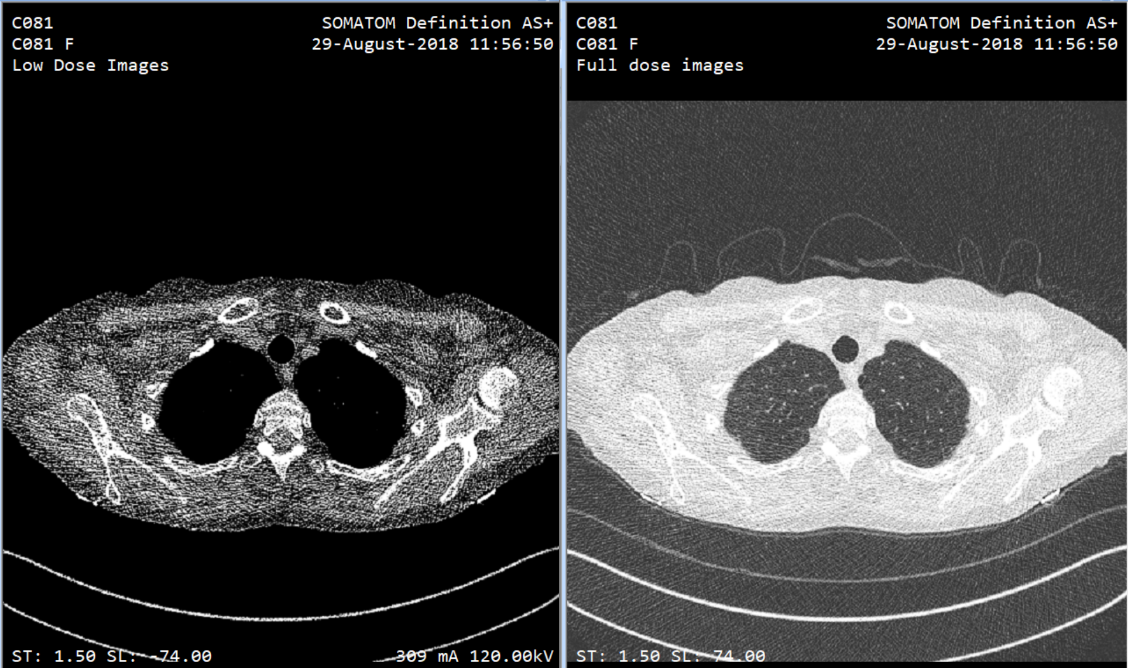 C081
SOMATOM Definition AS+
C081 F
29-August-2018 11:56:50
Low Dose Images
ST: 1.50 SL: -74.00
309 mA 120.00kV
C081
SOMATOM Definition AS+
C081 F
29-August-2018 11:56:50
Full dose images
ST: 1.50 SL: -74.00